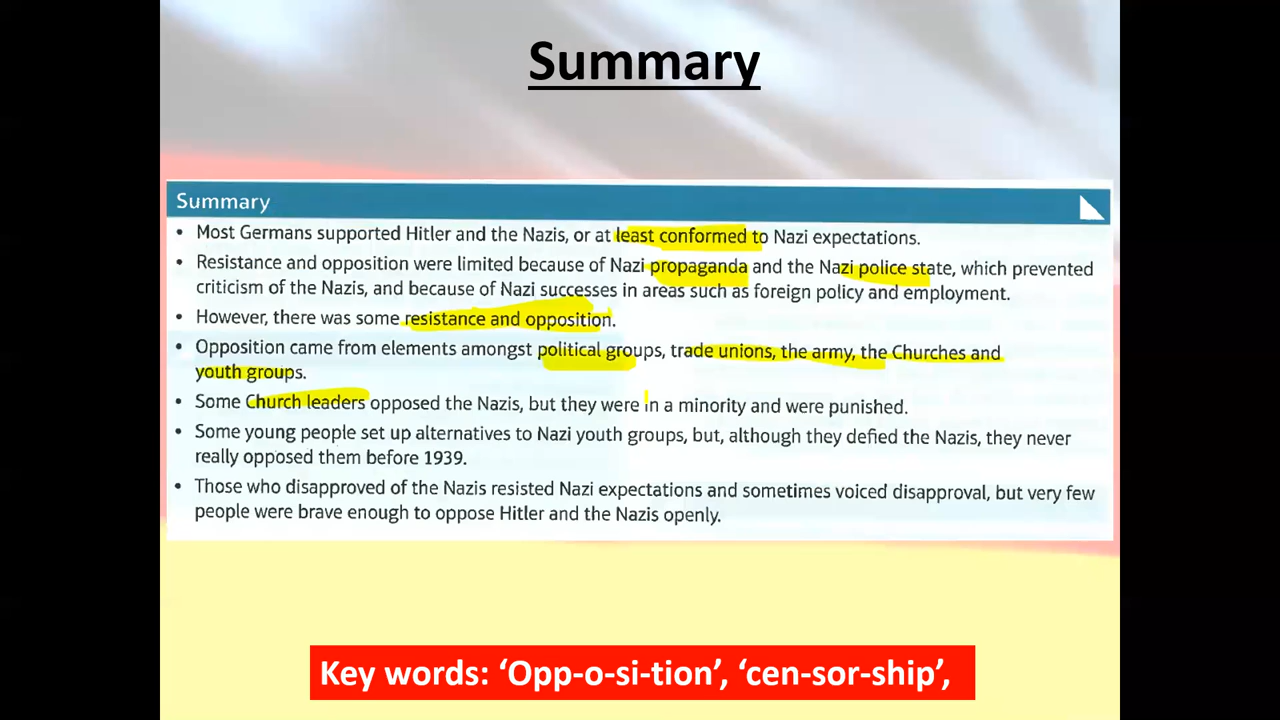 Summary
Summary
• Most Germans supported Hitler and the Nazis, or at least conformed to Nazi expectations.
• Resistance and opposition were limited because of Nazi propaganda and the Nazi police state, which prevented
criticism of the Nazis, and because of Nazi successes in areas such as foreign policy and employment.
• However, there was some resistance and opposition.
• Opposition came from elements amongst political groups, trade unions, the army, the Churches and
youth groups.
• Some Church leaders opposed the Nazis, but they were in a minority and were punished.
• Some young people set up alternatives to Nazi youth groups, but, although they defied the Nazis, they never
really opposed them before 1939.
• Those who disapproved of the Nazis resisted Nazi expectations and sometimes voiced disapproval, but very few
people were brave enough to oppose Hitler and the Nazis openly.
Key words: ‘Opp-o-si-tion’, ‘cen-sor-ship’,